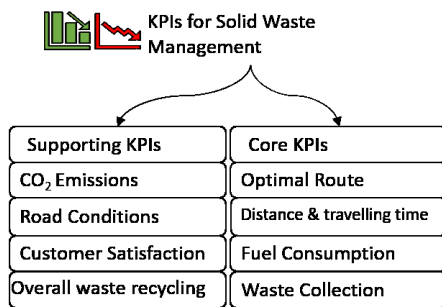 KPIs for Solid Waste
Management
Supporting KPIs
Core KPIs
CO₂ Emissions
Optimal Route
Road Conditions
Distance & travelling time
Customer Satisfaction
Fuel Consumption
Overall waste recycling
Waste Collection